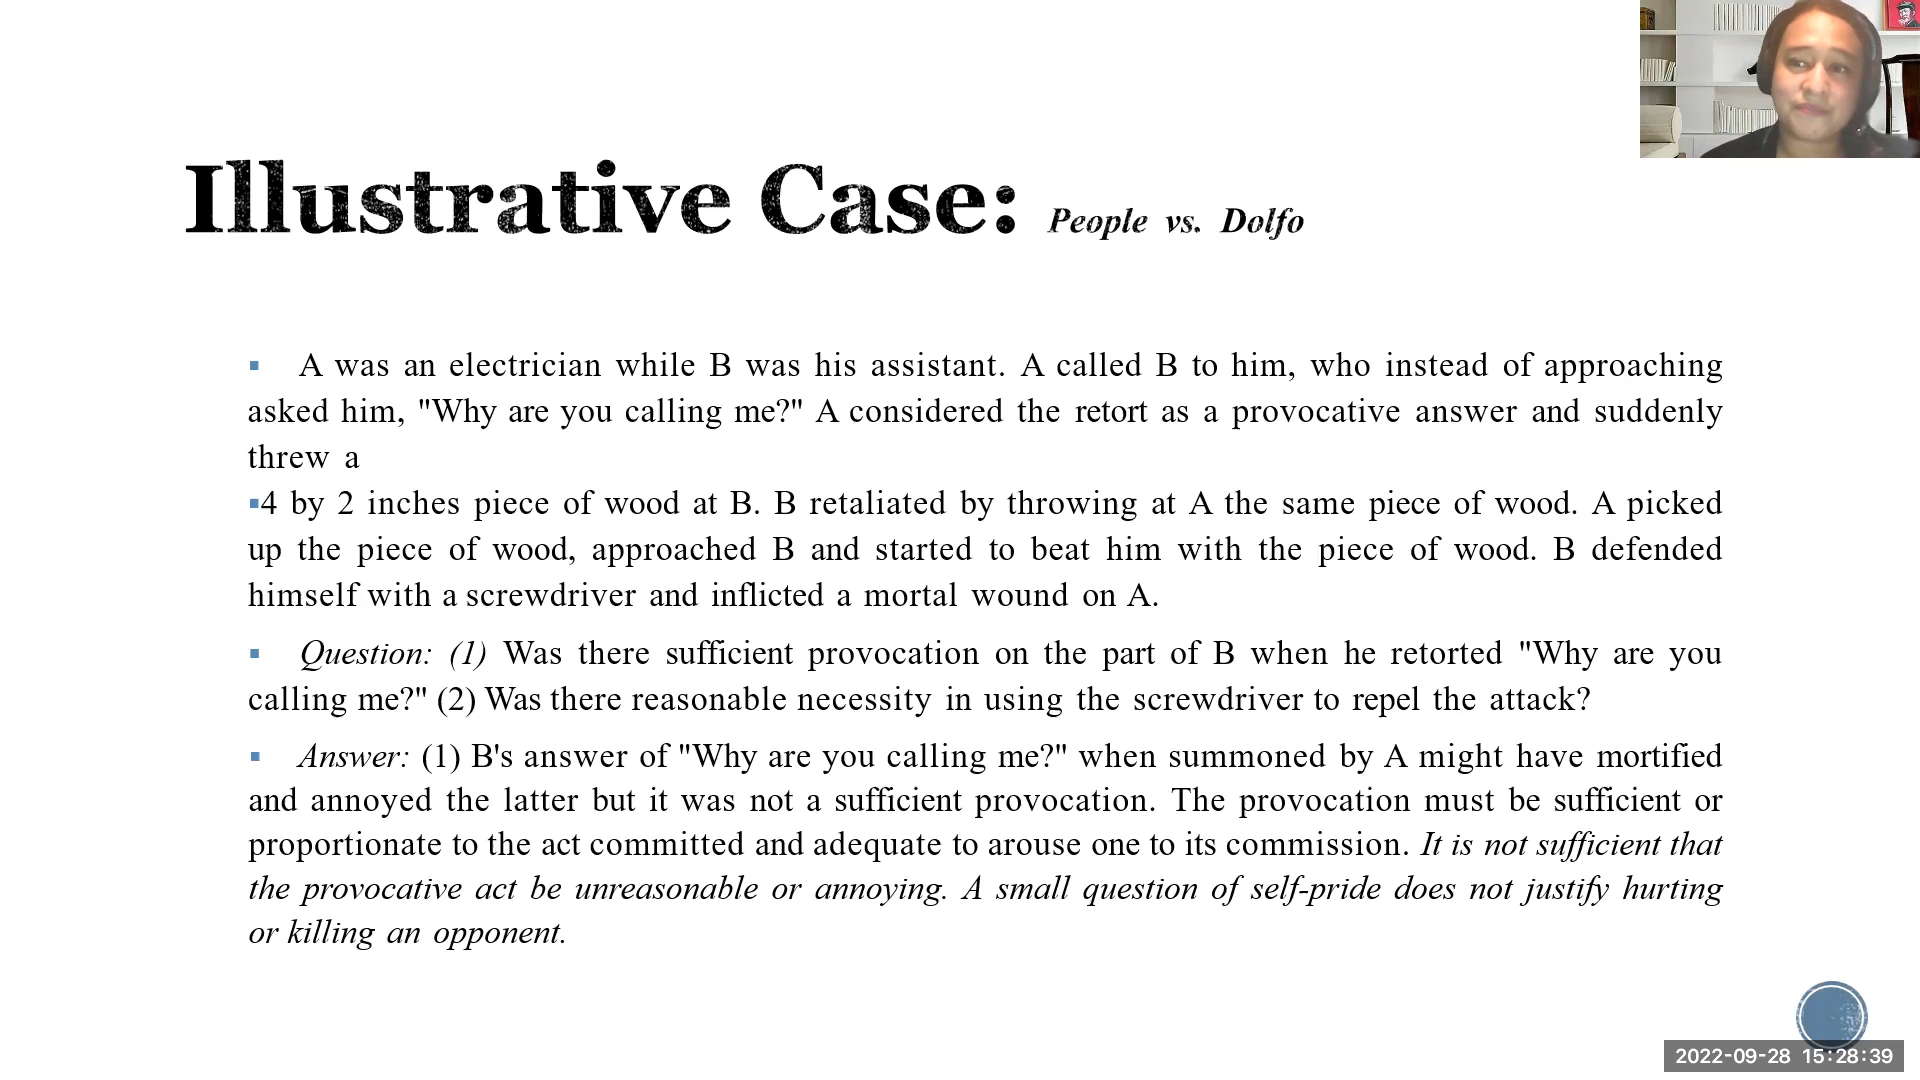 Illustrative Case: People vs. Dolfo
▪ A was an electrician while B was his assistant. A called B to him, who instead of approaching
asked him, "Why are you calling me?" A considered the retort as a provocative answer and suddenly
threw a
▪4 by 2 inches piece of wood at B. B retaliated by throwing at A the same piece of wood. A picked
up the piece of wood, approached B and started to beat him with the piece of wood. B defended
himself with a screwdriver and inflicted a mortal wound on A.
▪ Question: (1) Was there sufficient provocation on the part of B when he retorted "Why are you
calling me?" (2) Was there reasonable necessity in using the screwdriver to repel the attack?
▪ Answer: (1) B's answer of "Why are you calling me?" when summoned by A might have mortified
and annoyed the latter but it was not a sufficient provocation. The provocation must be sufficient or
proportionate to the act committed and adequate to arouse one to its commission. It is not sufficient that
the provocative act be unreasonable or annoying. A small question of self-pride does not justify hurting
or killing an opponent.
2022-09-28 15:28:39